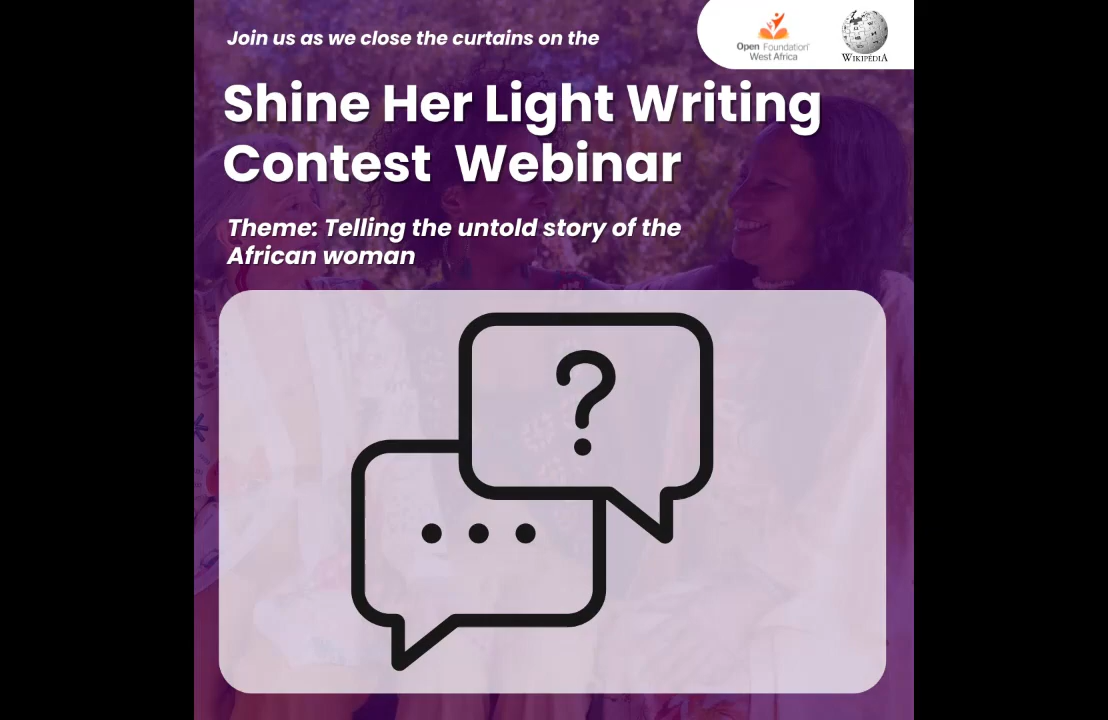 Join us as we close the curtains on the
Open Foundation
West Africa
WIKIPEDIA
Shine Her Light Writing
Contest Webinar
Theme: Telling the untold story of the
African woman
?